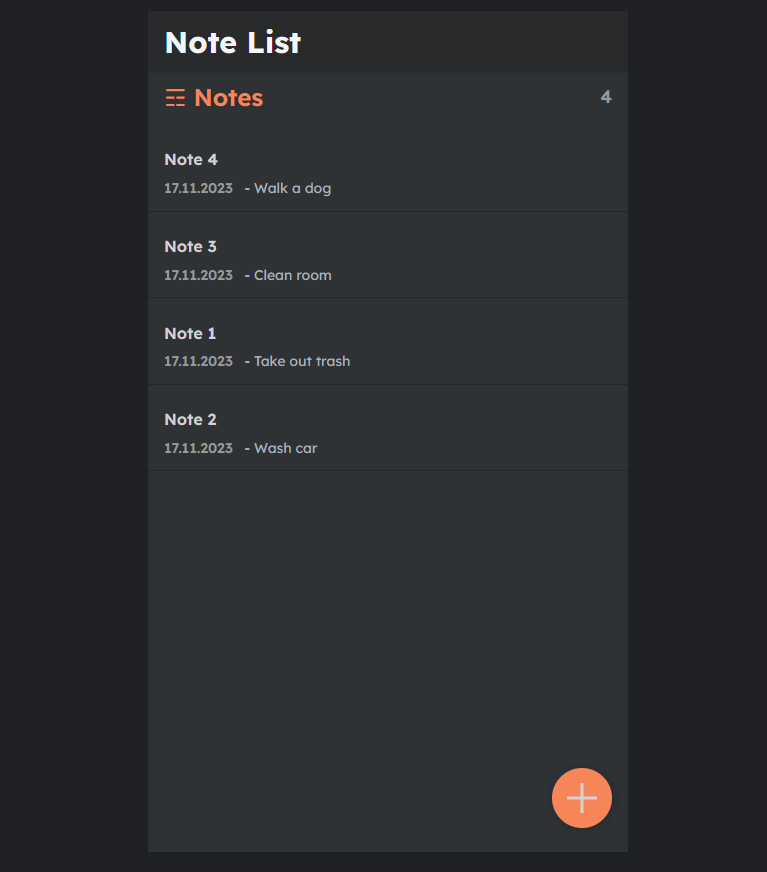 Note List
Notes 4
Note 4
17.11.2023 - Walk a dog
Note 3
17.11.2023 - Clean room
Note 1
17.11.2023 - Take out trash
Note 2
17.11.2023 - Wash car